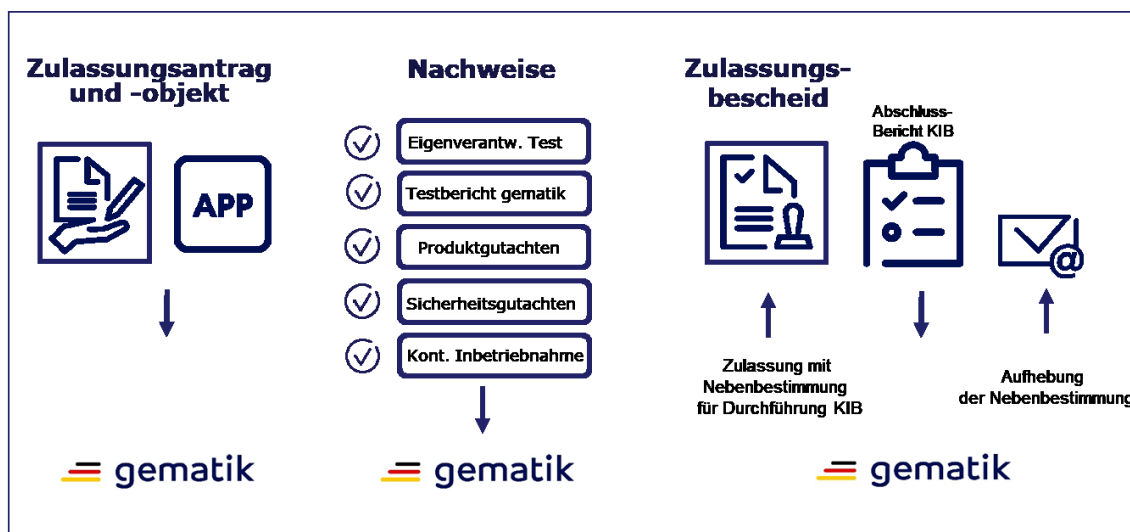 Zulassungsantrag
und -objekt
APP
gematik
Nachweise
Eigenverantw. Test
Testbericht gematik
Produktgutachten
Sicherheitsgutachten
Kont. Inbetriebnahme
gematik
Zulassungs-
bescheid
Abschluss-
Bericht KIB
@
Zulassung mit
Nebenbestimmung
für Durchführung KIB
Aufhebung
der Nebenbestimmung
gematik